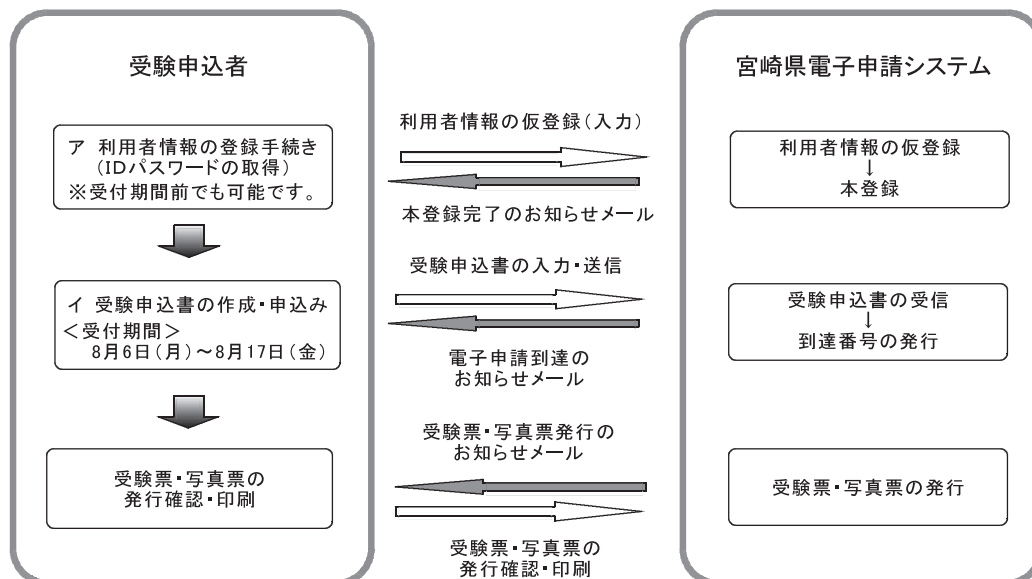 受験申込者
ア 利用者情報の登録手続き
(IDパスワードの取得)
※受付期間前でも可能です。
イ 受験申込書の作成・申込み
<受付期間>
8月6日(月)~8月17日(金)
受験票・写真票の
発行確認・印刷
利用者情報の仮登録(入力)
本登録完了のお知らせメール
受験申込書の入力・送信
電子申請到達の
お知らせメール
受験票・写真票発行の
お知らせメール
受験票・写真票の
発行確認・印刷
宮崎県電子申請システム
利用者情報の仮登録
↓
本登録
受験申込書の受信
↓
到達番号の発行
受験票・写真票の発行